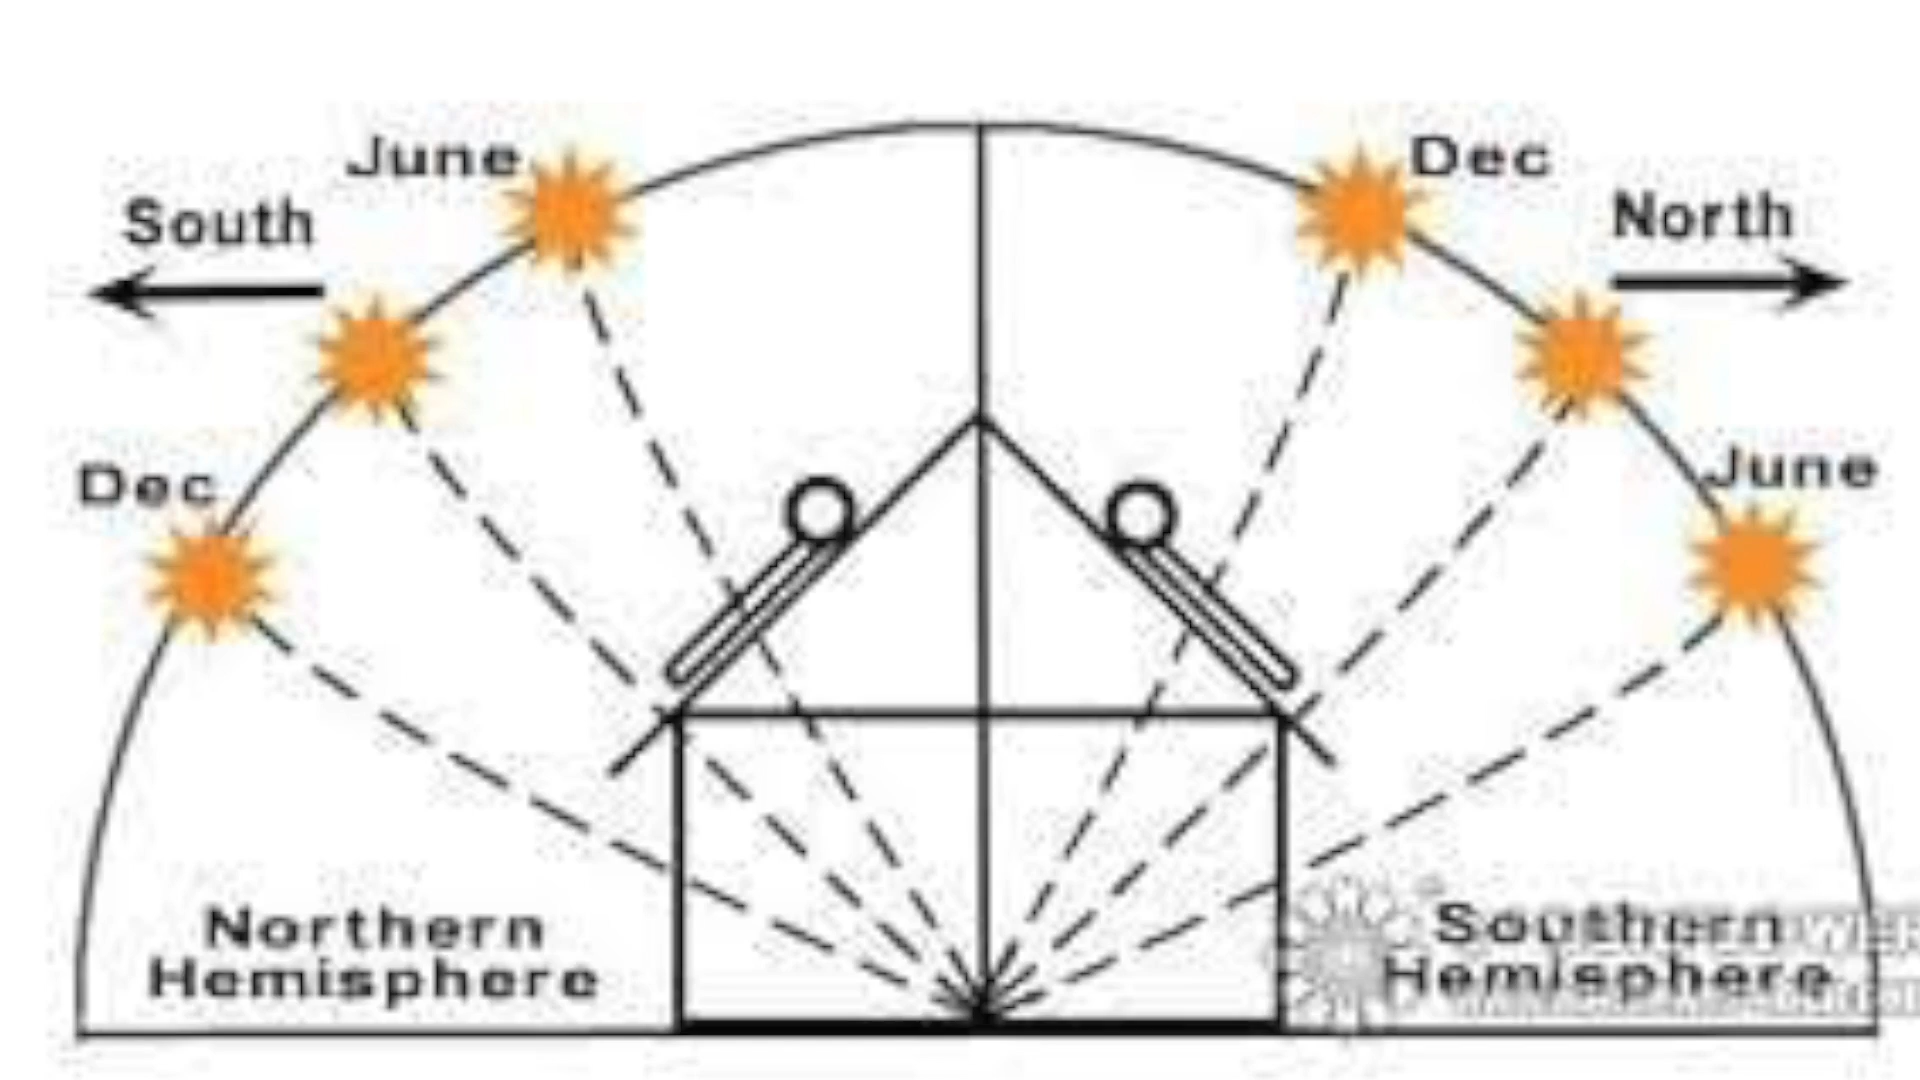 June
Dec
South
North
Dec
June
Northern
Hemisphere
Southern
Hemisphere